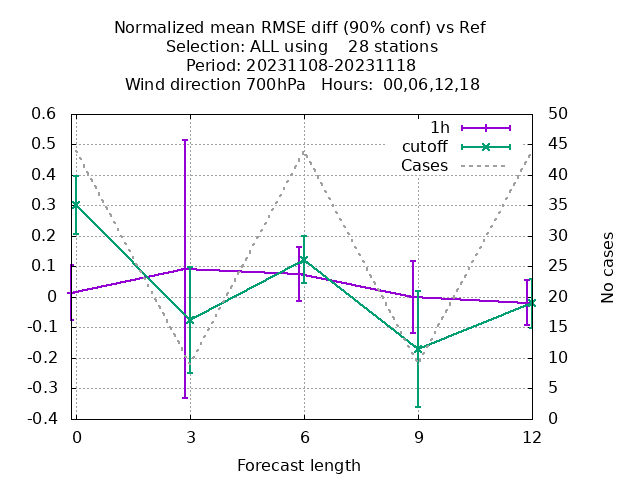 Normalized mean RMSE diff (90% conf) vs Ref
Selection: ALL using    28 stations
Period: 20231108-20231118
Wind direction 700hPa   Hours:  00,06,12,18
1h
cutoff
Cases
0.6
0.5
0.4
0.3
0.2
0.1
0
-0.1
-0.2
-0.3
-0.4
50
45
40
35
30
25
20
15
10
5
0
No cases
0 3 6 9 12
Forecast length